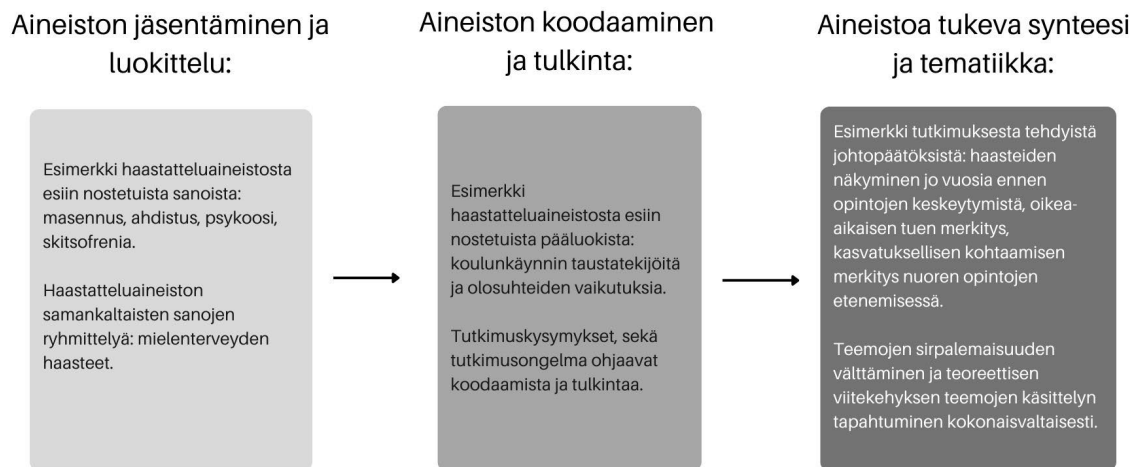 Aineiston jäsentäminen ja
luokittelu:
Esimerkki haastatteluaineistosta
esiin nostetuista sanoista:
masennus, ahdistus, psykoosi,
skitsofrenia.
Haastatteluaineiston
samankaltaisten sanojen
ryhmittelyä: mielenterveyden
haasteet.
Aineiston koodaaminen
ja tulkinta:
Esimerkki
haastatteluaineistosta esiin
nostetuista pääluokista:
koulunkäynnin taustatekijöitä
ja olosuhteiden vaikutuksia.
Tutkimuskysymykset, sekä
tutkimusongelma ohjaavat
koodaamista ja tulkintaa.
Aineistoa tukeva synteesi
ja tematiikka:
Esimerkki tutkimuksesta tehdyistä
johtopäätöksistä: haasteiden
näkyminen jo vuosia ennen
opintojen keskeytymistä, oikea-
aikaisen tuen merkitys,
kasvatuksellisen kohtaamisen
merkitys nuoren opintojen
etenemisessä.
Teemojen sirpalemaisuuden
välttäminen ja teoreettisen
viitekehyksen teemojen käsittelyn
tapahtuminen kokonaisvaltaisesti.